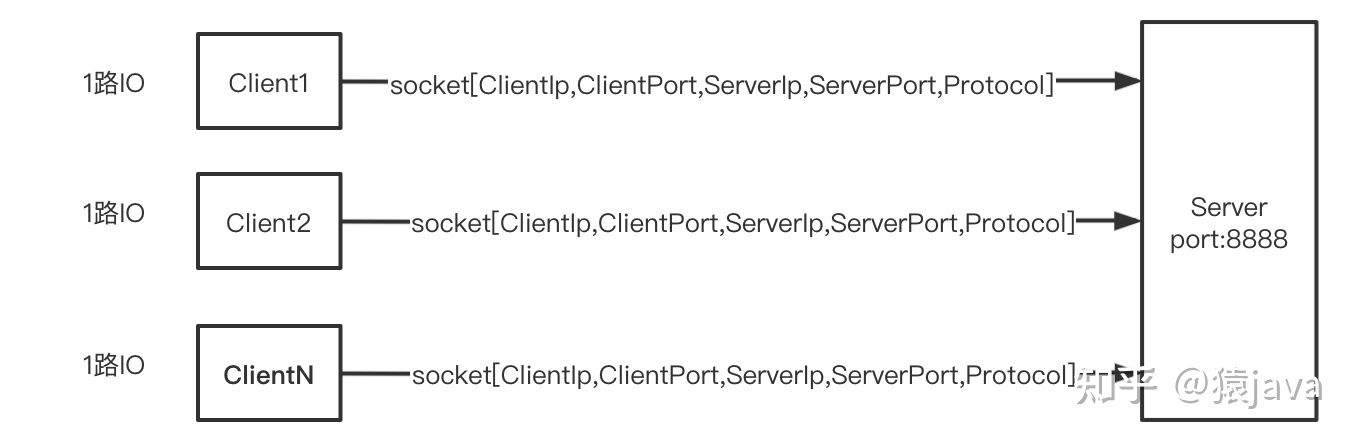 1路IO
Client1
socket[ClientIp,ClientPort,ServerIp,ServerPort,Protocol]
1路IO
Client2
socket[ClientIp,ClientPort,ServerIp,ServerPort,Protocol]
Server
port:8888
1路IO
ClientN
socket[ClientIp,ClientPort,ServerIp,ServerPort,Protocol]
知乎 @猿java